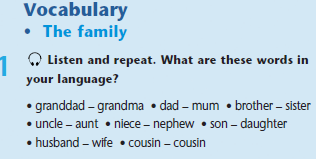 Vocabulary
• The family
1 Listen and repeat. What are these words in
your language?
• granddad – grandma • dad – mum • brother – sister
• uncle – aunt • niece – nephew • son – daughter
• husband – wife • cousin – cousin